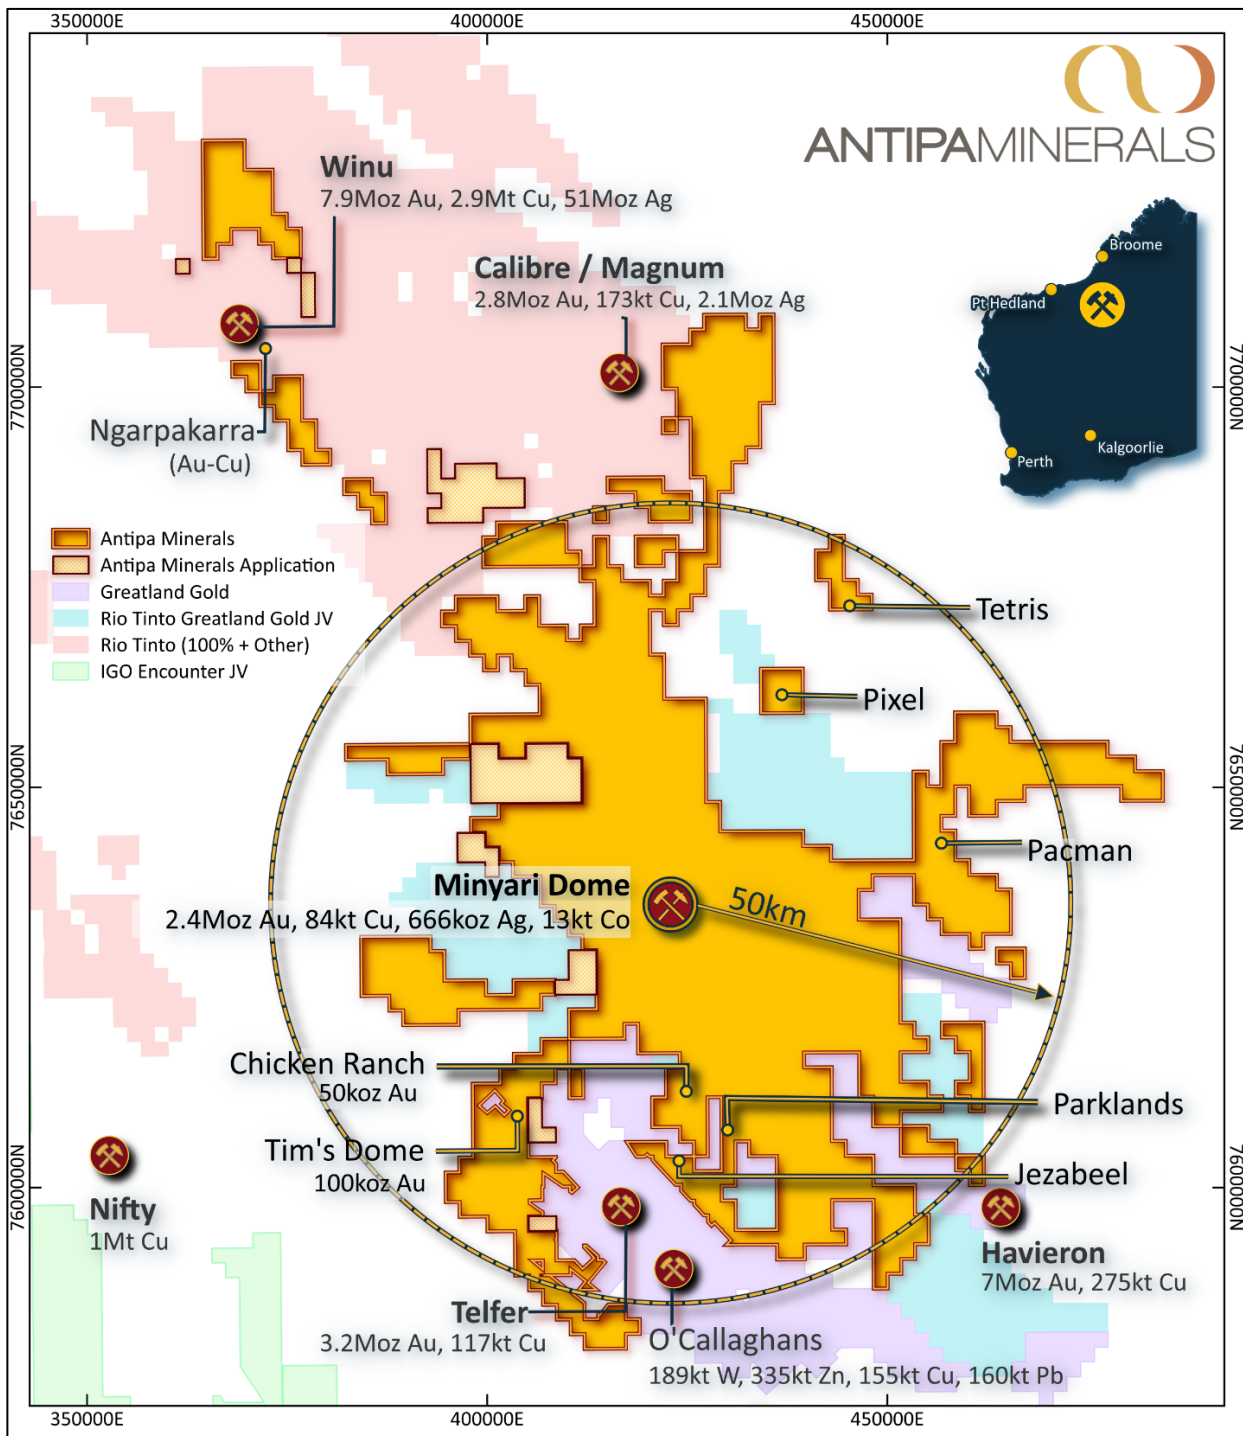 350000E
400000E
450000E
ANTIPAMINERALS
Winu
7.9Moz Au, 2.9Mt Cu, 51Moz Ag
Calibre / Magnum
2.8Moz Au, 173kt Cu, 2.1Moz Ag
Broome
Pt Hedland
Kalgoorlie
Perth
7700000N
7700000N
Ngarpakarra
(Au-Cu)
Antipa Minerals
Antipa Minerals Application
Greatland Gold
Rio Tinto Greatland Gold JV
Rio Tinto (100% + Other)
IGO Encounter JV
Tetris
Pixel
7650000N
7650000N
Pacman
Minyari Dome
2.4Moz Au, 84kt Cu, 666koz Ag, 13kt Co
50km
Chicken Ranch
50koz Au
Parklands
Tim's Dome
100koz Au
Jezabeel
7600000N
7600000N
Nifty
1Mt Cu
Havieron
7Moz Au, 275kt Cu
Telfer
3.2Moz Au, 117kt Cu
O'Callaghans
189kt W, 335kt Zn, 155kt Cu, 160kt Pb
350000E
400000E
450000E